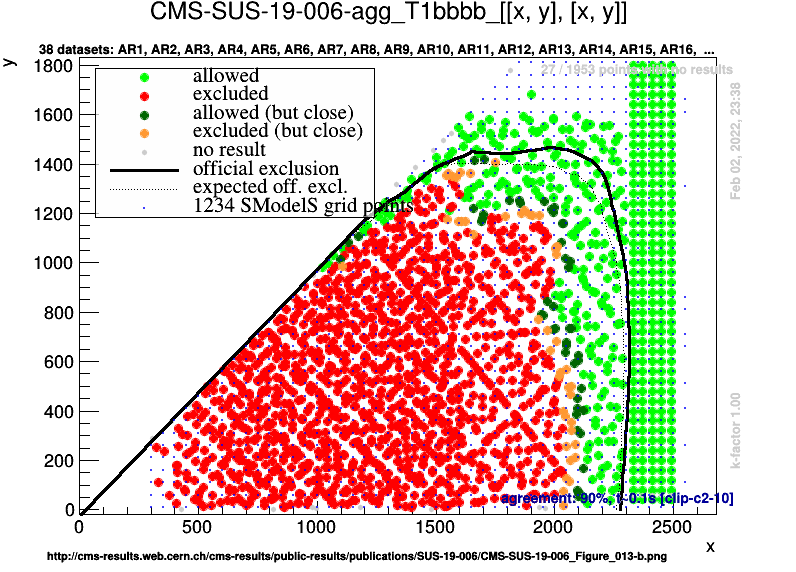 CMS-SUS-19-006-agg_T1bbbb_[[x, y], [x, y]]
38 datasets: AR1, AR2, AR3, AR4, AR5, AR6, AR7, AR8, AR9, AR10, AR11, AR12, AR13, AR14, AR15, AR16, ...
y
1800
1600
1400
1200
1000
800
600
400
200
0
allowed
excluded
allowed (but close)
excluded (but close)
no result
official exclusion
expected off. excl.
1234 SModelS grid points
27 / 1953 points with no results
Feb 02, 2022, 23:38
k-factor 1.00
agreement: 90%, t~0.1s [clip-c2-10]
0
500
1000
1500
2000
2500
x
http://cms-results.web.cern.ch/cms-results/public-results/publications/SUS-19-006/CMS-SUS-19-006_Figure_013-b.png